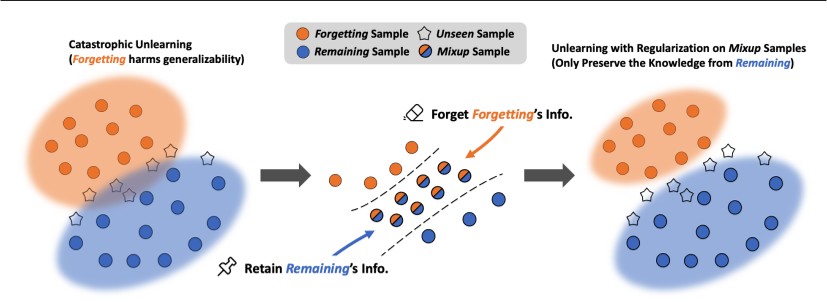 Forgetting Sample
Unseen Sample
Remaining Sample
Mixup Sample
Catastrophic Unlearning
(Forgetting harms generalizability)
Unlearning with Regularization on Mixup Samples
(Only Preserve the Knowledge from Remaining)
Forget Forgetting's Info.
Retain Remaining's Info.